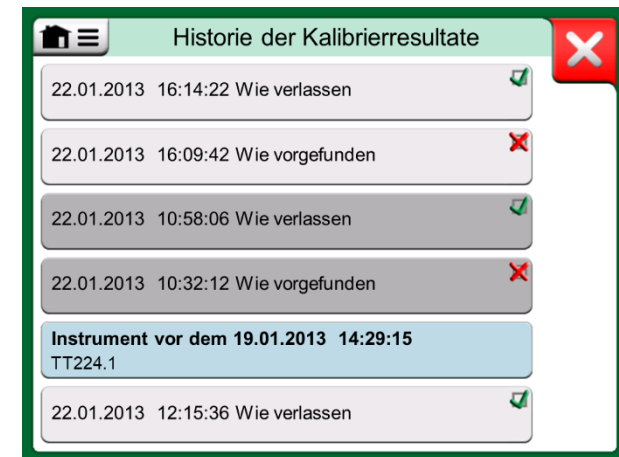 Historie der Kalibrierresultate
22.01.2013 16:14:22 Wie verlassen
22.01.2013 16:09:42 Wie vorgefunden
22.01.2013 10:58:06 Wie verlassen
22.01.2013 10:32:12 Wie vorgefunden
Instrument vor dem 19.01.2013 14:29:15
TT224.1
22.01.2013 12:15:36 Wie verlassen